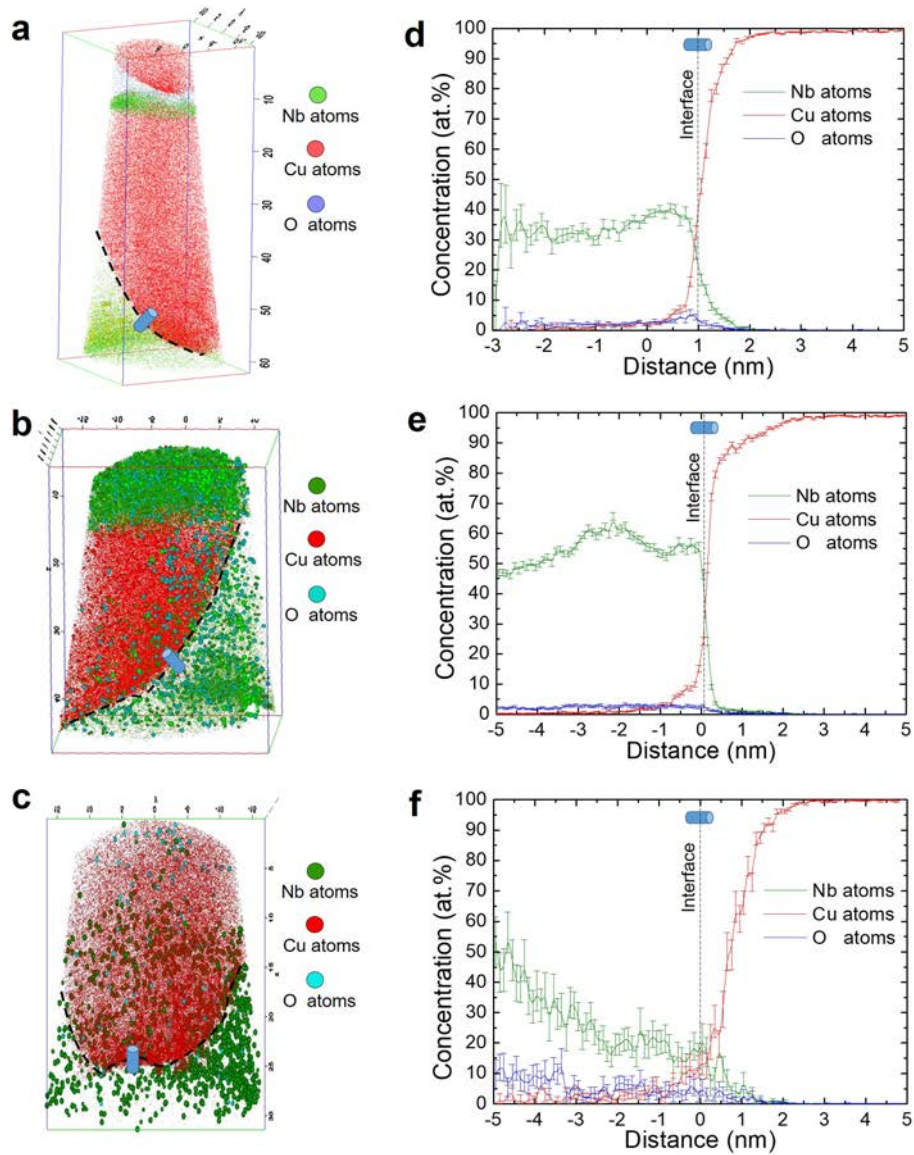 a
10
20
30
40
50
60
Nb atoms
Cu atoms
O atoms
d
100
90
80
70
60
50
40
30
20
10
0
Concentration (at.%)
Interface
Nb atoms
Cu atoms
O atoms
-3 -2 -1 0 1 2 3 4 5
Distance (nm)
b
Nb atoms
Cu atoms
O atoms
e
100
90
80
70
60
50
40
30
20
10
0
Concentration (at.%)
Interface
Nb atoms
Cu atoms
O atoms
-5 -4 -3 -2 -1 0 1 2 3 4 5
Distance (nm)
c
Nb atoms
Cu atoms
O atoms
f
100
90
80
70
60
50
40
30
20
10
0
Concentration (at.%)
Interface
Nb atoms
Cu atoms
O atoms
-5 -4 -3 -2 -1 0 1 2 3 4 5
Distance (nm)